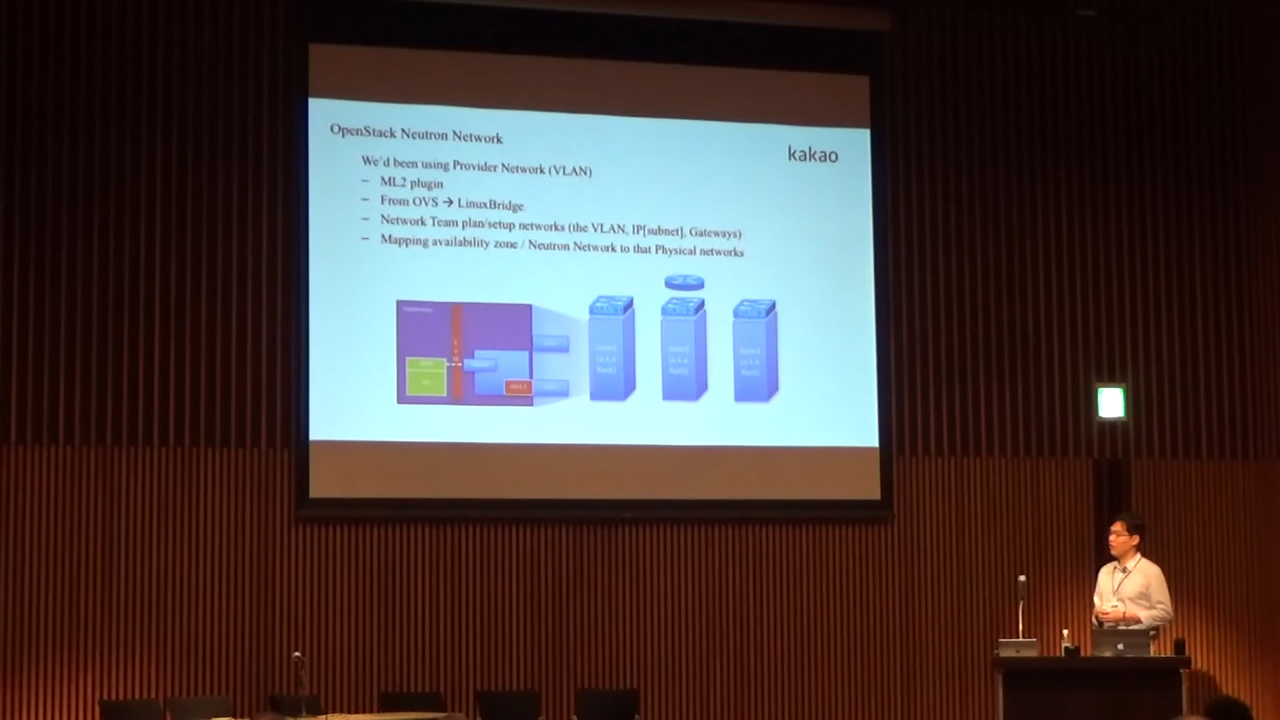 OpenStack Neutron Network
kakao
We'd been using Provider Network (VLAN)
– ML2 plugin
– From OVS → LinuxBridge
– Network Team plan/setup networks (the VLAN, IP[subnet], Gateways)
– Mapping availability zone / Neutron Network to that Physical networks